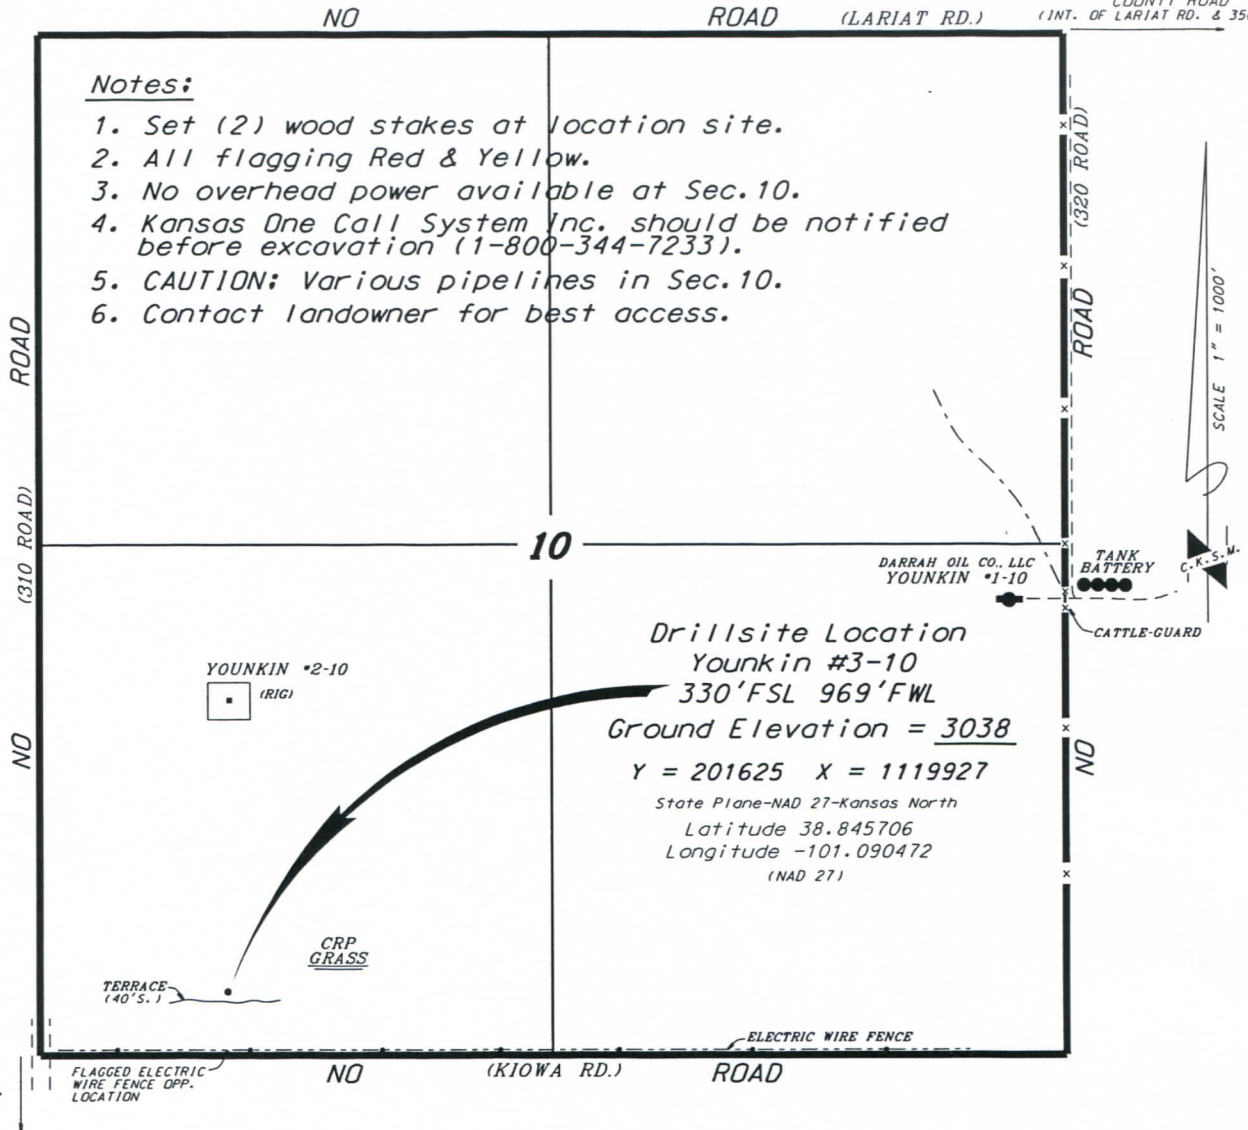 NO ROAD (LARIAT RD.)
COUNTY ROAD
(INT. OF LARIAT RD. &
Notes:
1. Set (2) wood stakes at location site.
2. All flagging Red & Yellow.
3. No overhead power available at Sec.10.
4. Kansas One Call System Inc. should be notified
before excavation (1-800-344-7233).
5. CAUTION: Various pipelines in Sec.10.
6. Contact landowner for best access.
(320 ROAD)
ROAD
SCALE 1" = 1000'
ROAD
(310 ROAD)
10
DARRAH OIL CO., LLC
YOUNKIN #1-10
TANK
BATTERY
C.K.S.M.
CATTLE-GUARD
Drillsite Location
Younkin #3-10
330'FSL 969'FWL
Ground Elevation = 3038
Y = 201625 X = 1119927
State Plane-NAD 27-Kansas North
Latitude 38.845706
Longitude -101.090472
(NAD 27)
YOUNKIN #2-10
(RIG)
NO
NO
CRP
GRASS
TERRACE
(40'S.)
ELECTRIC WIRE FENCE
FLAGGED ELECTRIC
WIRE FENCE OPP.
LOCATION
NO (KIOWA RD.) ROAD